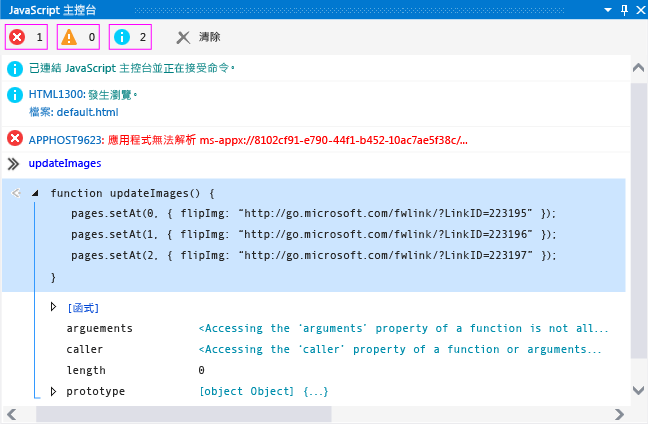 JavaScript 主控台
1 0 2 清除
已連結 JavaScript 主控台並正在接受命令。
HTML1300: 發生瀏覽。
檔案: default.html
APPHOST9623: 應用程式無法解析 ms-appx://8102cf91-e790-44f1-b452-10ac7ae5f38c/...
updateImages
function updateImages() {
pages.setAt(0, { flipImg: "http://go.microsoft.com/fwlink/?LinkID=223195" });
pages.setAt(1, { flipImg: "http://go.microsoft.com/fwlink/?LinkID=223196" });
pages.setAt(2, { flipImg: "http://go.microsoft.com/fwlink/?LinkID=223197" });
}
[函式]
arguements <Accessing the 'arguments' property of a function is not all...
caller <Accessing the 'caller' property of a function or arguments...
length 0
prototype [object Object] {...}